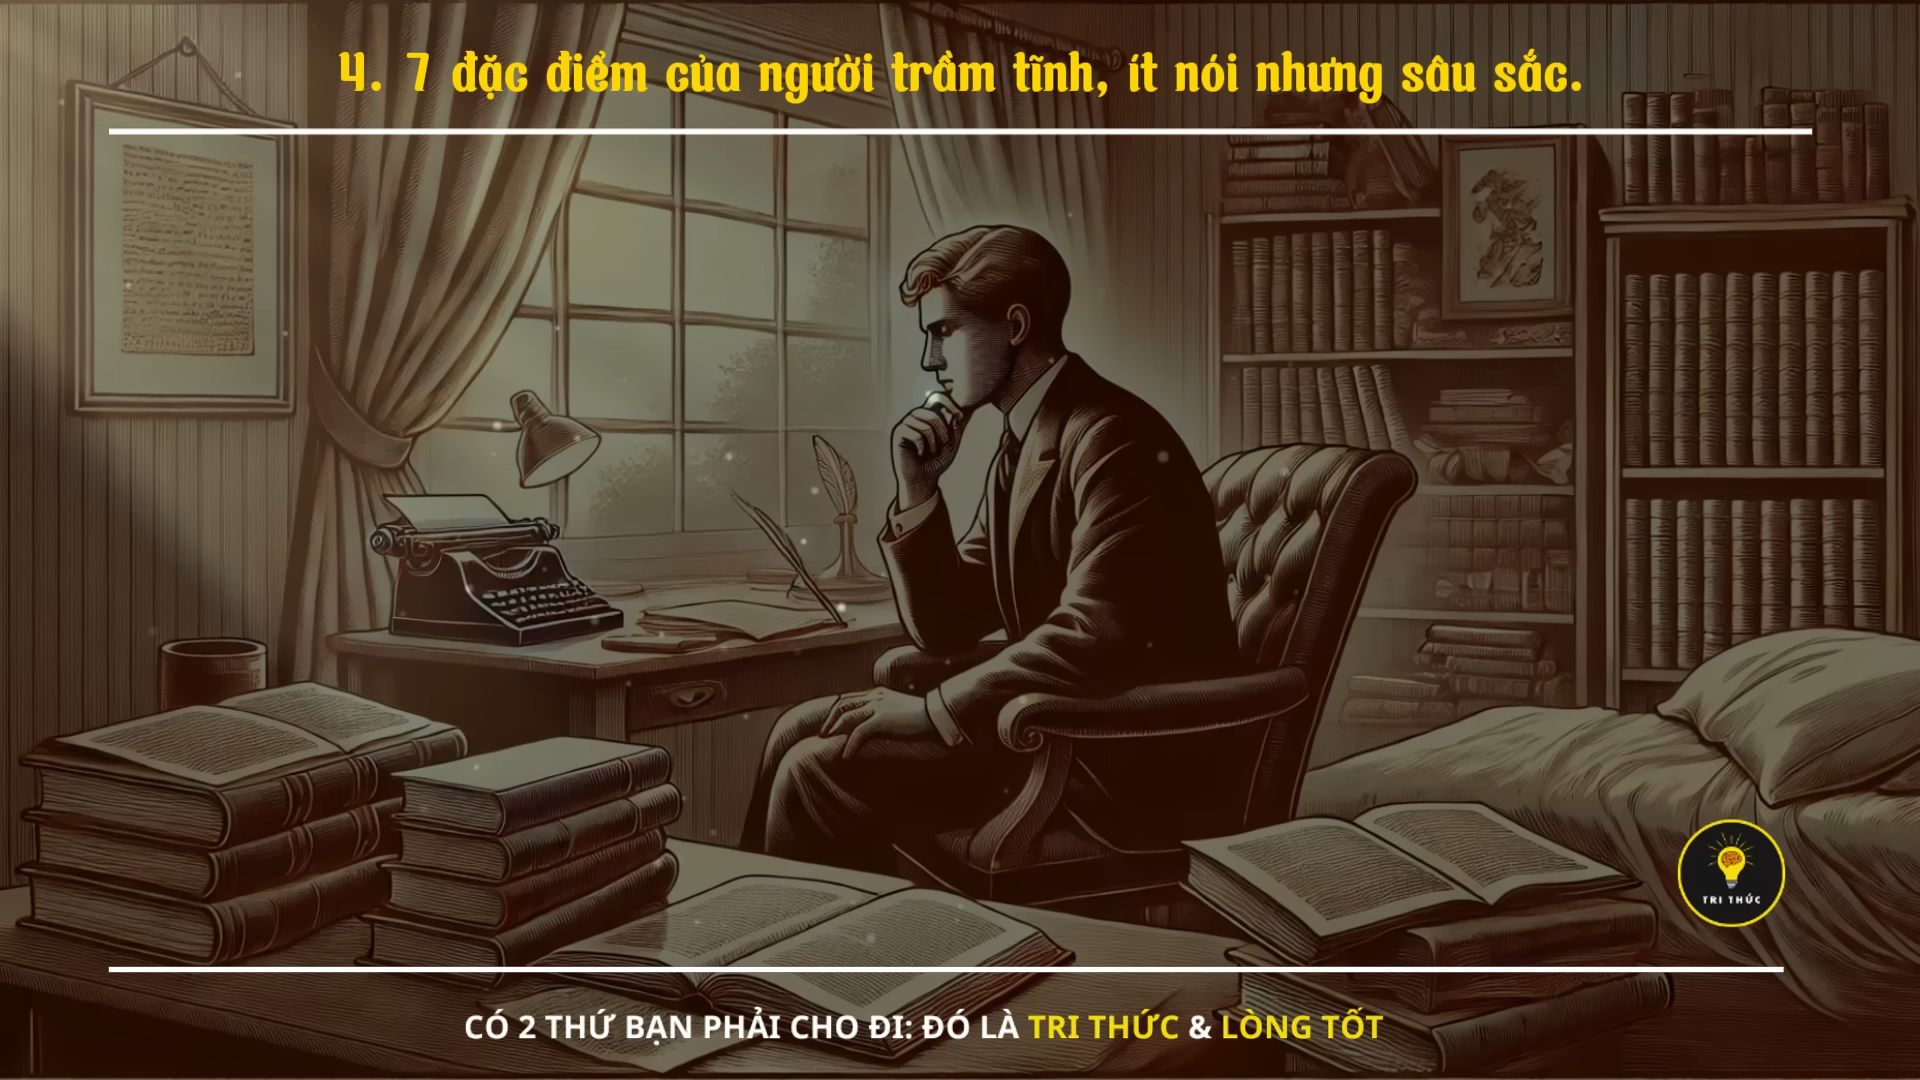 4. 7 đặc điểm của người trầm tĩnh, ít nói nhưng sâu sắc.
TRI THỨC
CÓ 2 THỨ BẠN PHẢI CHO ĐI: ĐÓ LÀ TRI THỨC & LÒNG TỐT